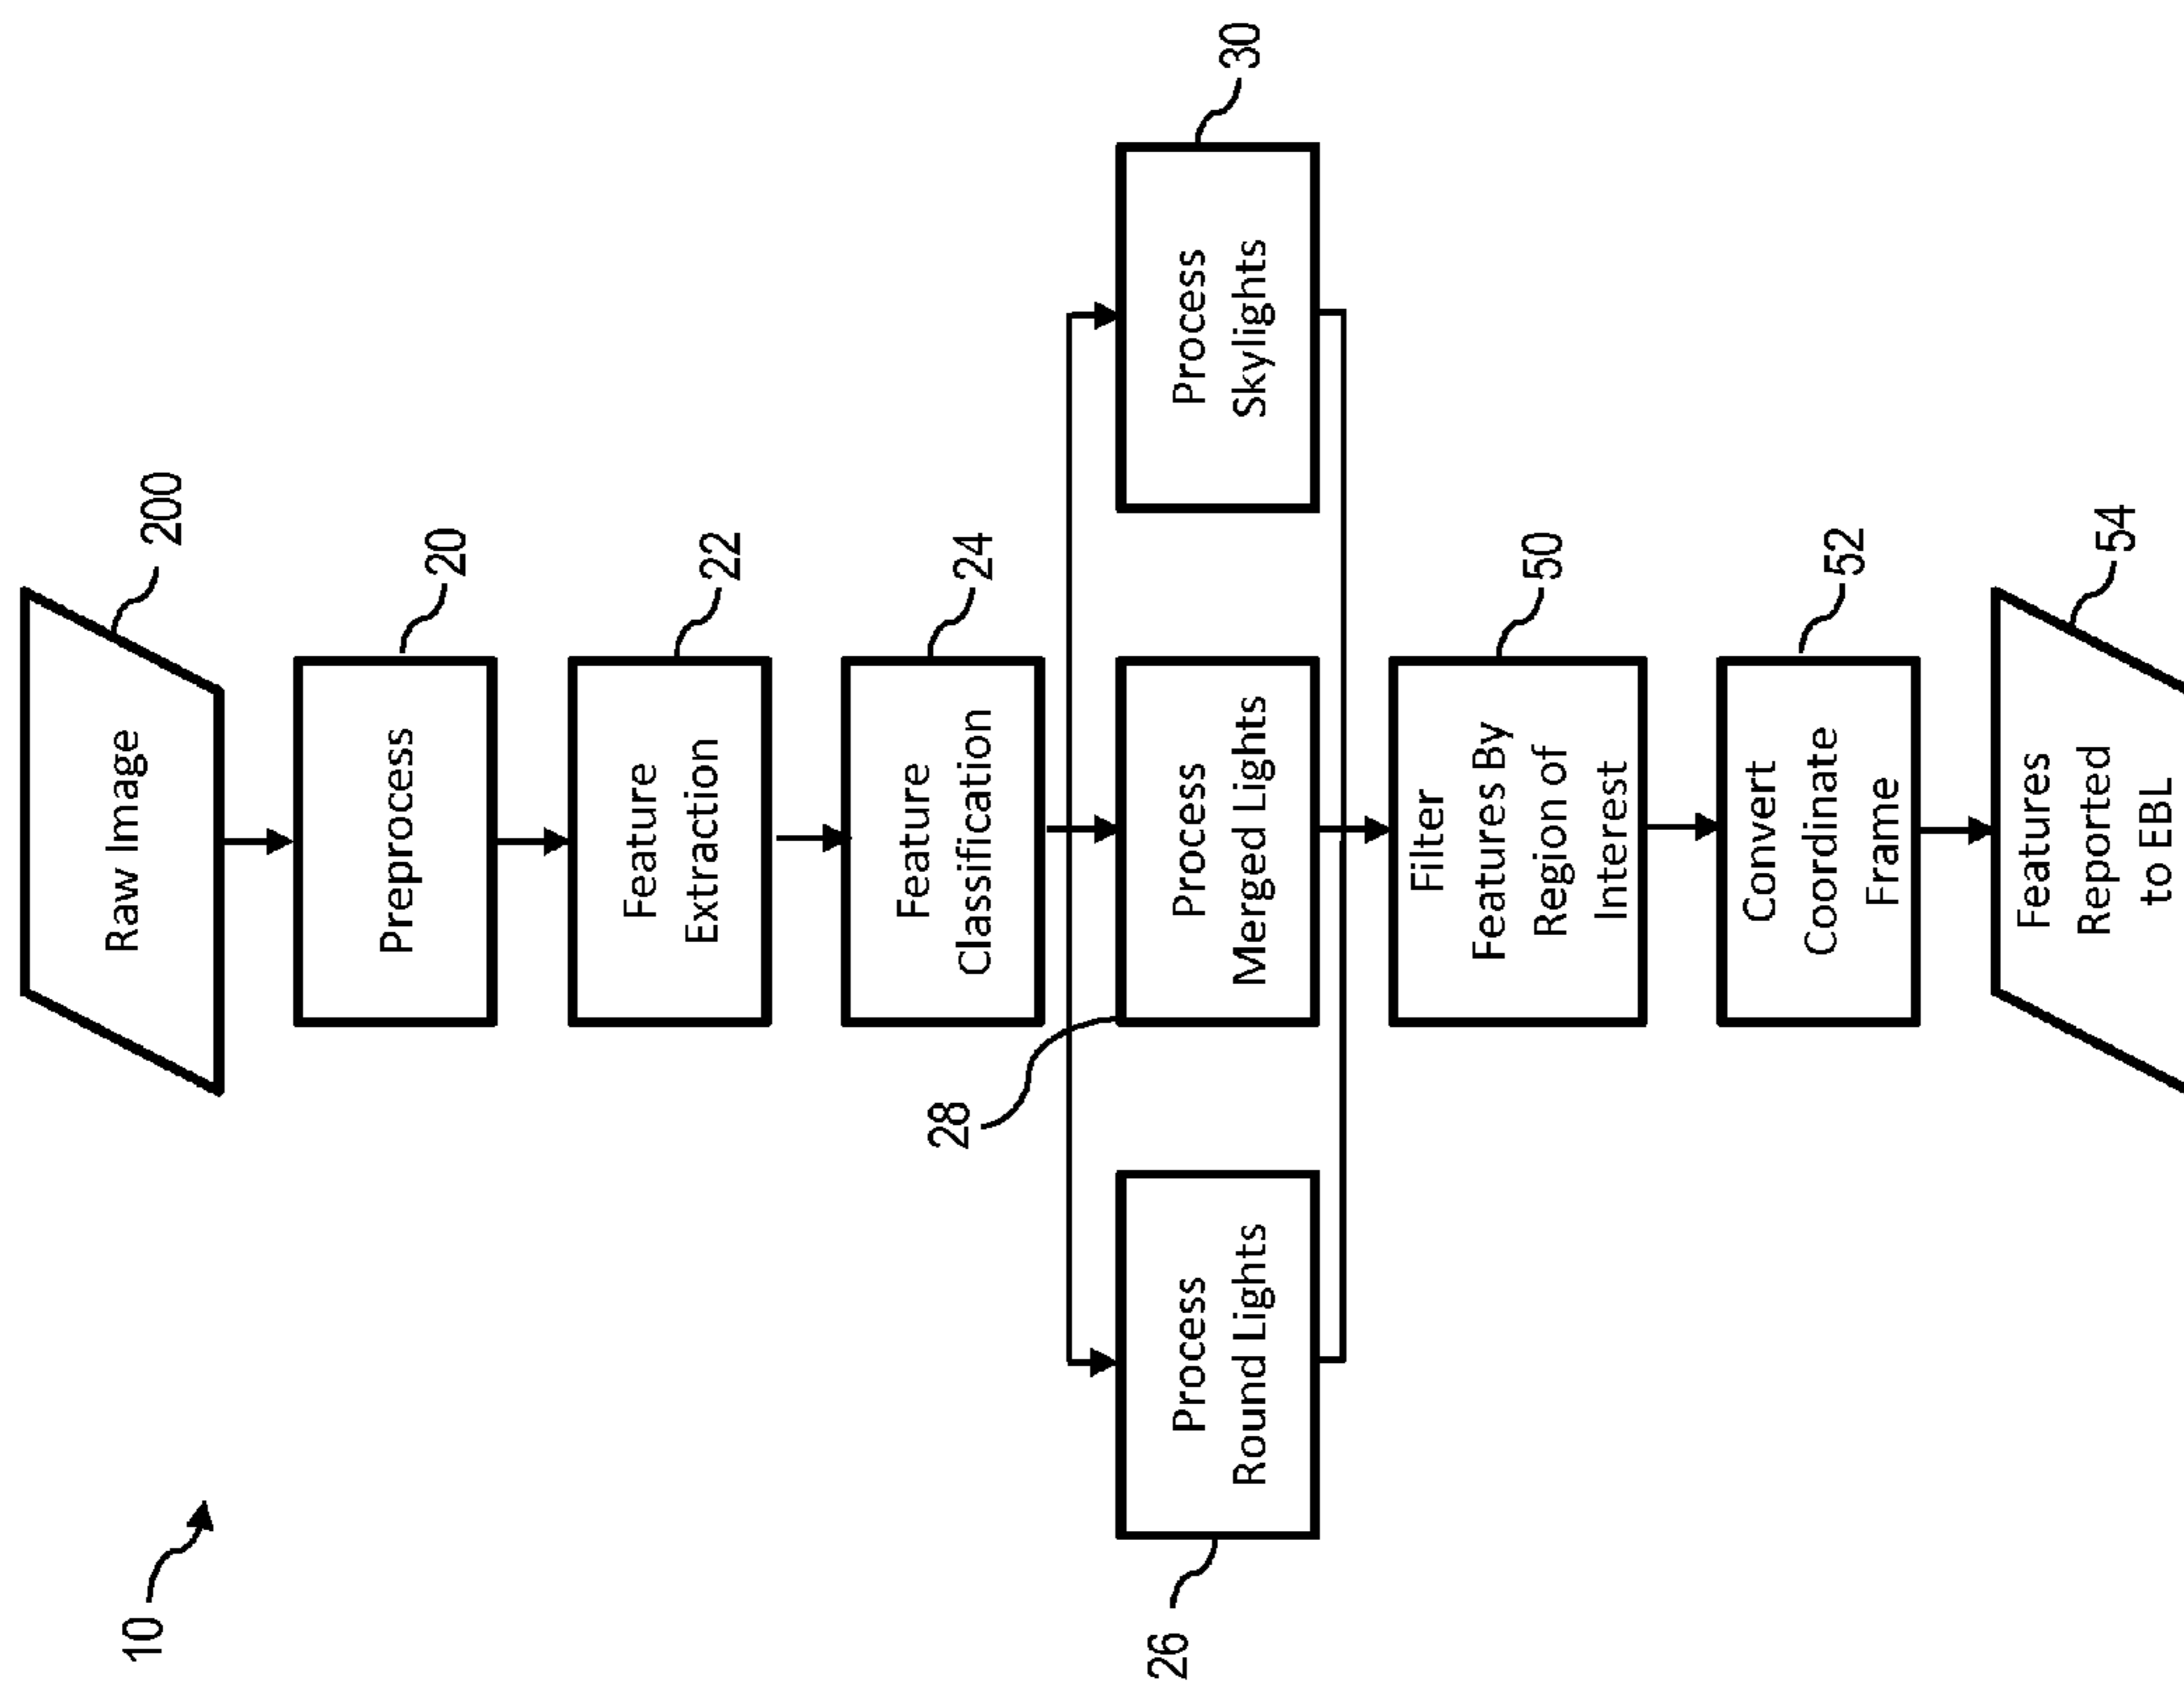 10
Raw Image
200
Preprocess
20
Feature
Extraction
22
Feature
Classification
24
26
Process
Round Lights
28
Process
Merged Lights
Process
Skylights
30
Filter
Features By
Region of
Interest
50
Convert
Coordinate
Frame
52
Features
Reported
to EBL
54